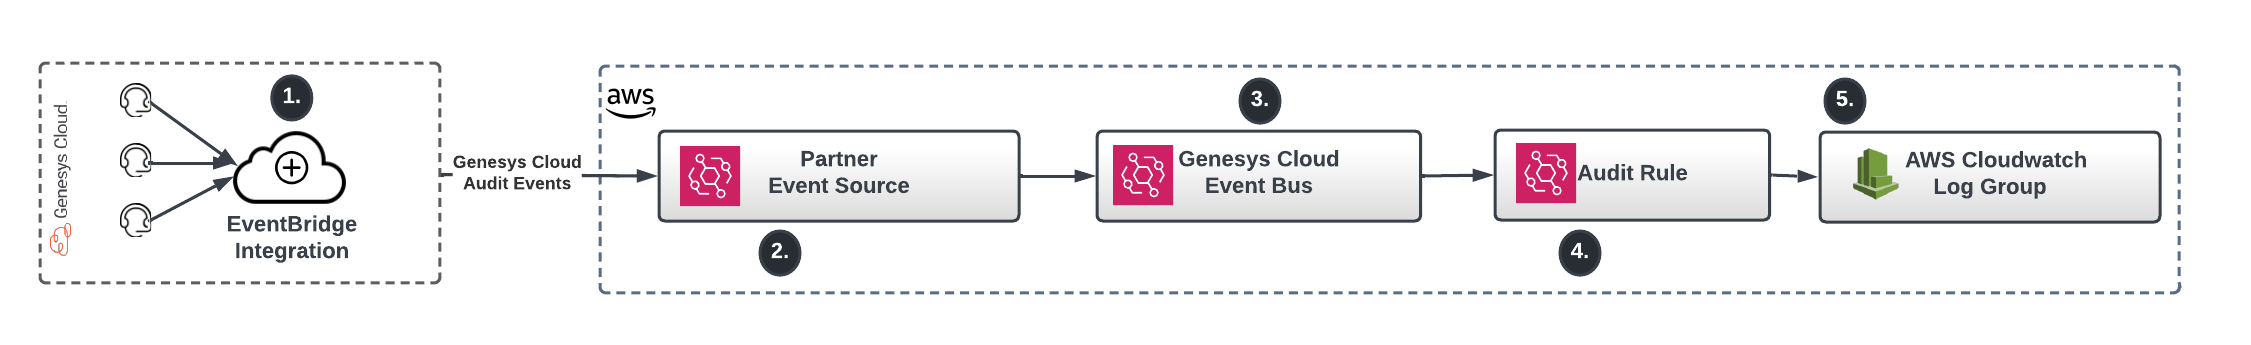 Genesys Cloud
1.
EventBridge
Integration
Genesys Cloud
Audit Events
aws
Partner
Event Source
2.
3.
Genesys Cloud
Event Bus
Audit Rule
4.
5.
AWS Cloudwatch
Log Group